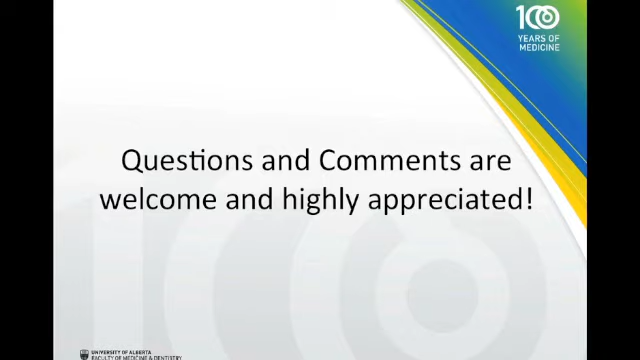 100
YEARS OF
MEDICINE
Questions and Comments are
welcome and highly appreciated!
UNIVERSITY OF ALBERTA
FACULTY OF MEDICINE & DENTISTRY